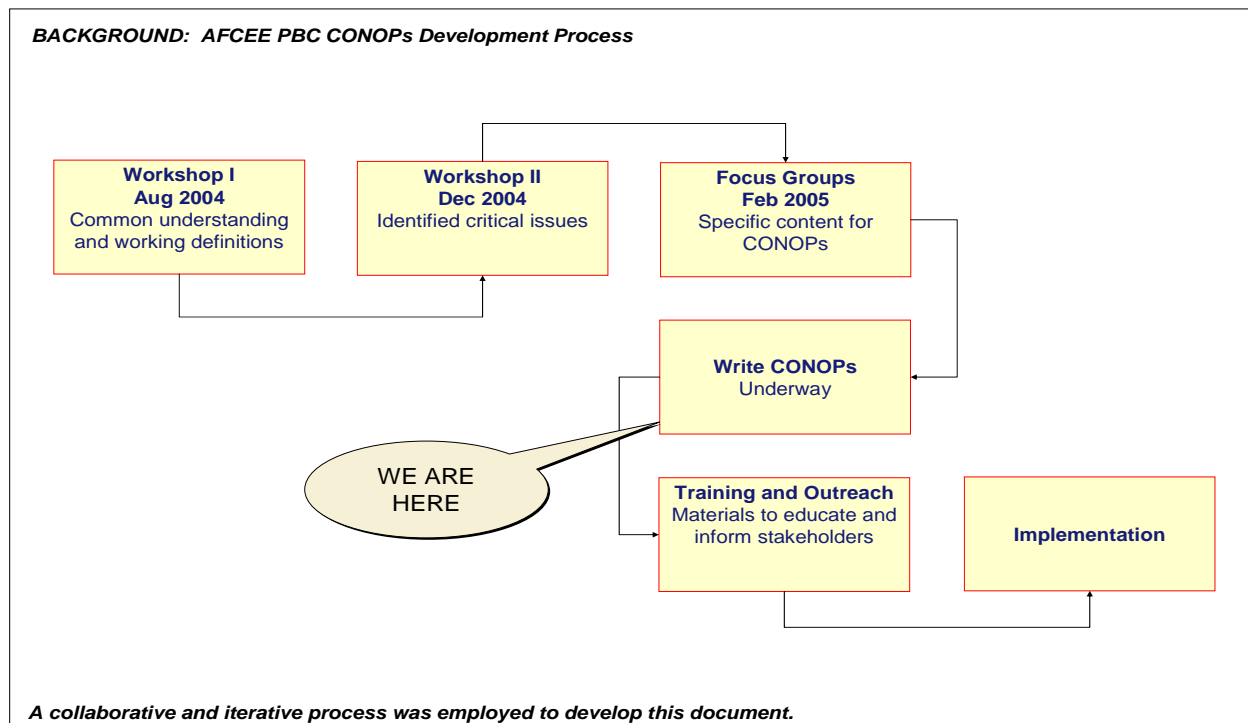 BACKGROUND:  AFCEE PBC CONOPs Development Process
Workshop I
Aug 2004
Common understanding
and working definitions
Workshop II
Dec 2004
Identified critical issues
Focus Groups
Feb 2005
Specific content for
CONOPs
Write CONOPs
Underway
WE ARE
HERE
Training and Outreach
Materials to educate and
inform stakeholders
Implementation
A collaborative and iterative process was employed to develop this document.